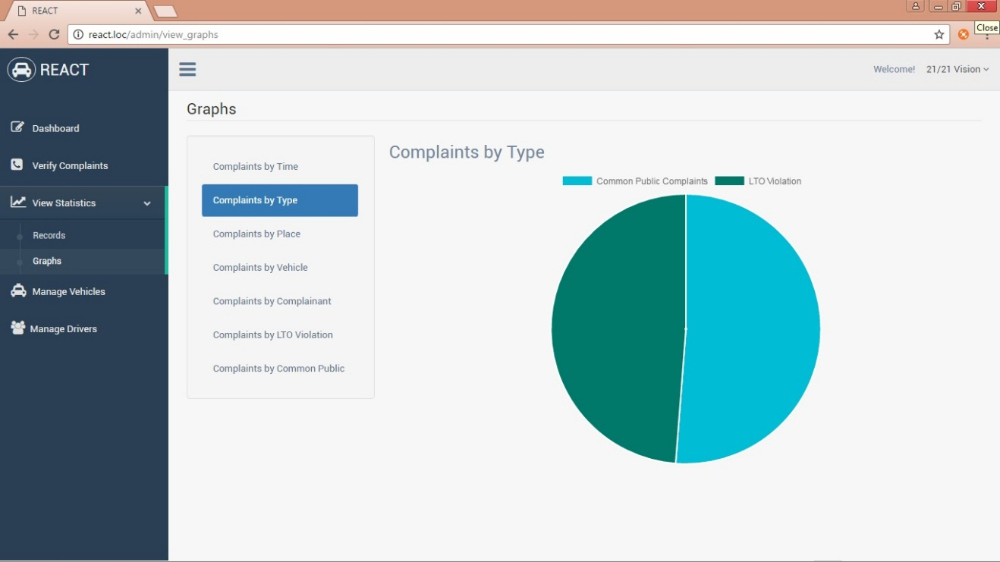 REACT
react.loc/admin/view_graphs
Close
REACT
Welcome! 21/21 Vision
Dashboard
Verify Complaints
View Statistics
Records
Graphs
Manage Vehicles
Manage Drivers
Graphs
Complaints by Time
Complaints by Type
Complaints by Place
Complaints by Vehicle
Complaints by Complainant
Complaints by LTO Violation
Complaints by Common Public
Complaints by Type
Common Public Complaints LTO Violation